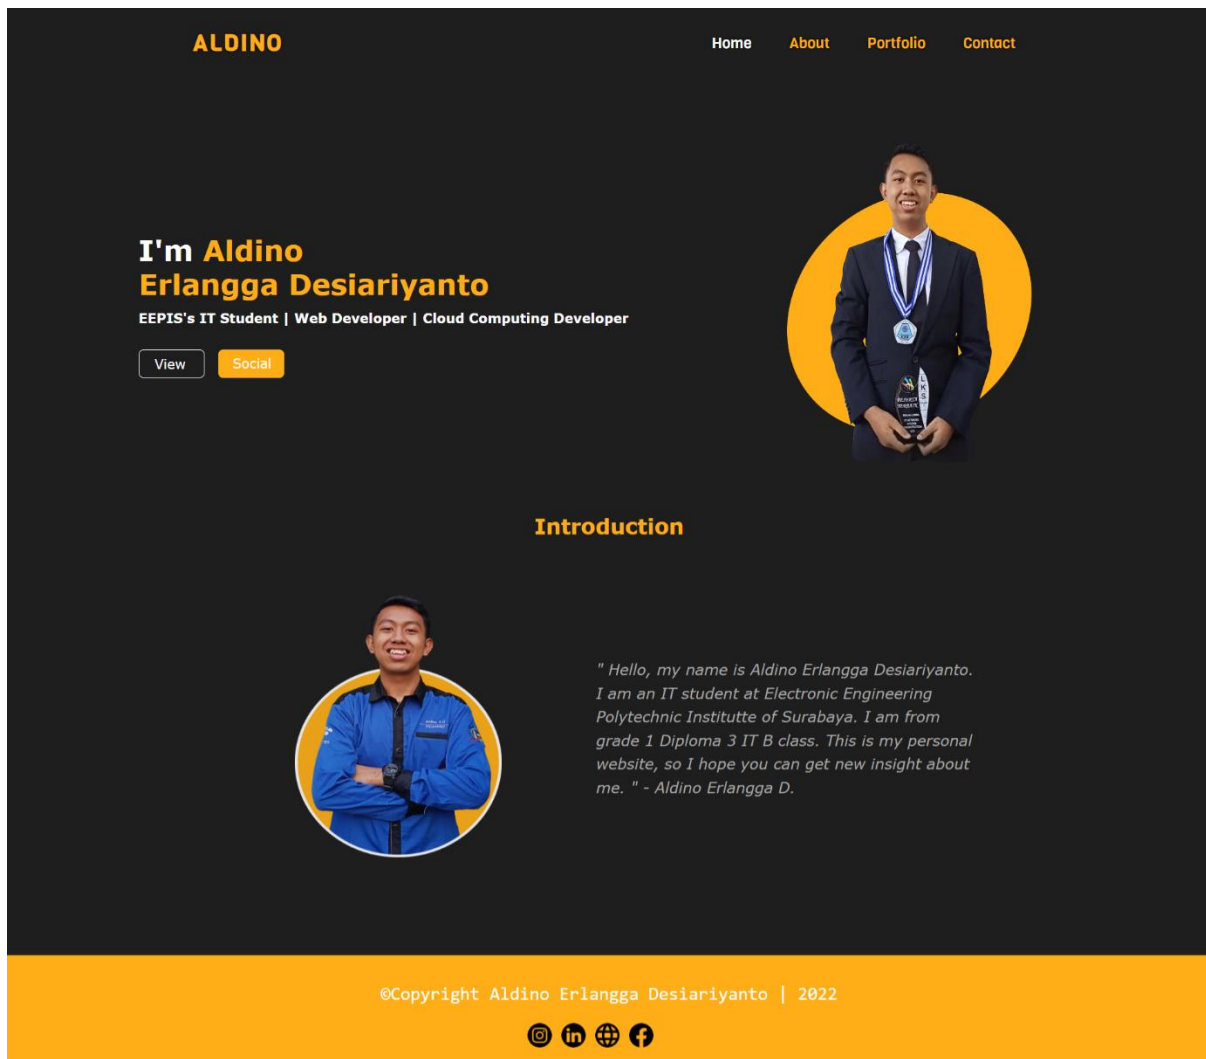 ALDINO
Home About Portfolio Contact
I'm Aldino
Erlangga Desiariyanto
EEPIS's IT Student | Web Developer | Cloud Computing Developer
View Social
Introduction
" Hello, my name is Aldino Erlangga Desiariyanto.
I am an IT student at Electronic Engineering
Polytechnic Institutte of Surabaya. I am from
grade 1 Diploma 3 IT B class. This is my personal
website, so I hope you can get new insight about
me. " - Aldino Erlangga D.
©Copyright Aldino Erlangga Desiariyanto | 2022